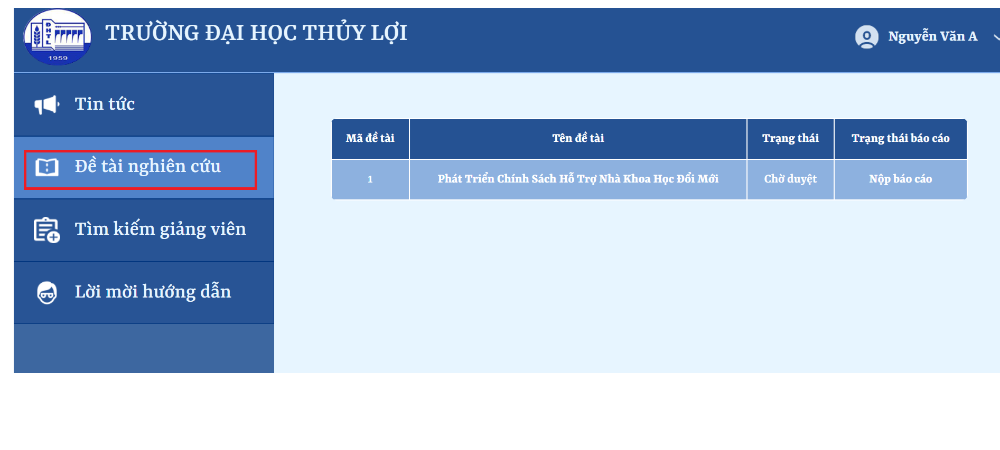 TRƯỜNG ĐẠI HỌC THỦY LỢI
ĐHTL
1959
Nguyễn Văn A
Tin tức
Đề tài nghiên cứu
Tìm kiếm giảng viên
Lời mời hướng dẫn
Mã đề tài Tên đề tài Trạng thái Trạng thái báo cáo
1 Phát Triển Chính Sách Hỗ Trợ Nhà Khoa Học Đổi Mới Chờ duyệt Nộp báo cáo